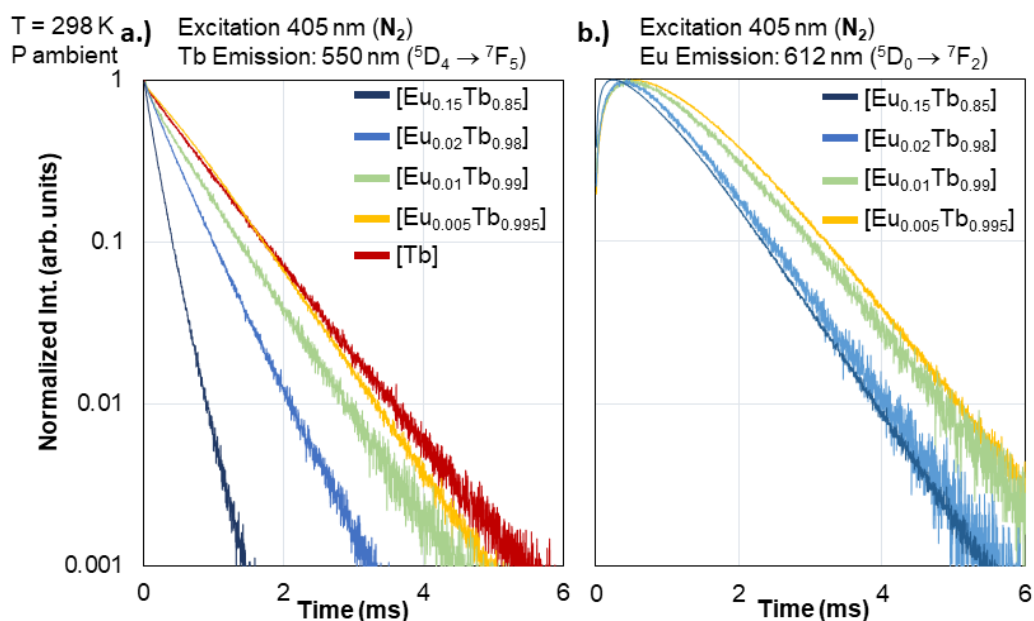 T = 298 K
P ambient
a.)
Excitation 405 nm (N₂)
Tb Emission: 550 nm (⁵D₄ → ⁷F₅)
Normalized Int. (arb. units)
1
0.1
0.01
0.001
[Eu₀.₁₅Tb₀.₈₅]
[Eu₀.₀₂Tb₀.₉₈]
[Eu₀.₀₁Tb₀.₉₉]
[Eu₀.₀₀₅Tb₀.₉₉₅]
[Tb]
0 2 4 6
Time (ms)
b.)
Excitation 405 nm (N₂)
Eu Emission: 612 nm (⁵D₀ → ⁷F₂)
[Eu₀.₁₅Tb₀.₈₅]
[Eu₀.₀₂Tb₀.₉₈]
[Eu₀.₀₁Tb₀.₉₉]
[Eu₀.₀₀₅Tb₀.₉₉₅]
0 2 4 6
Time (ms)